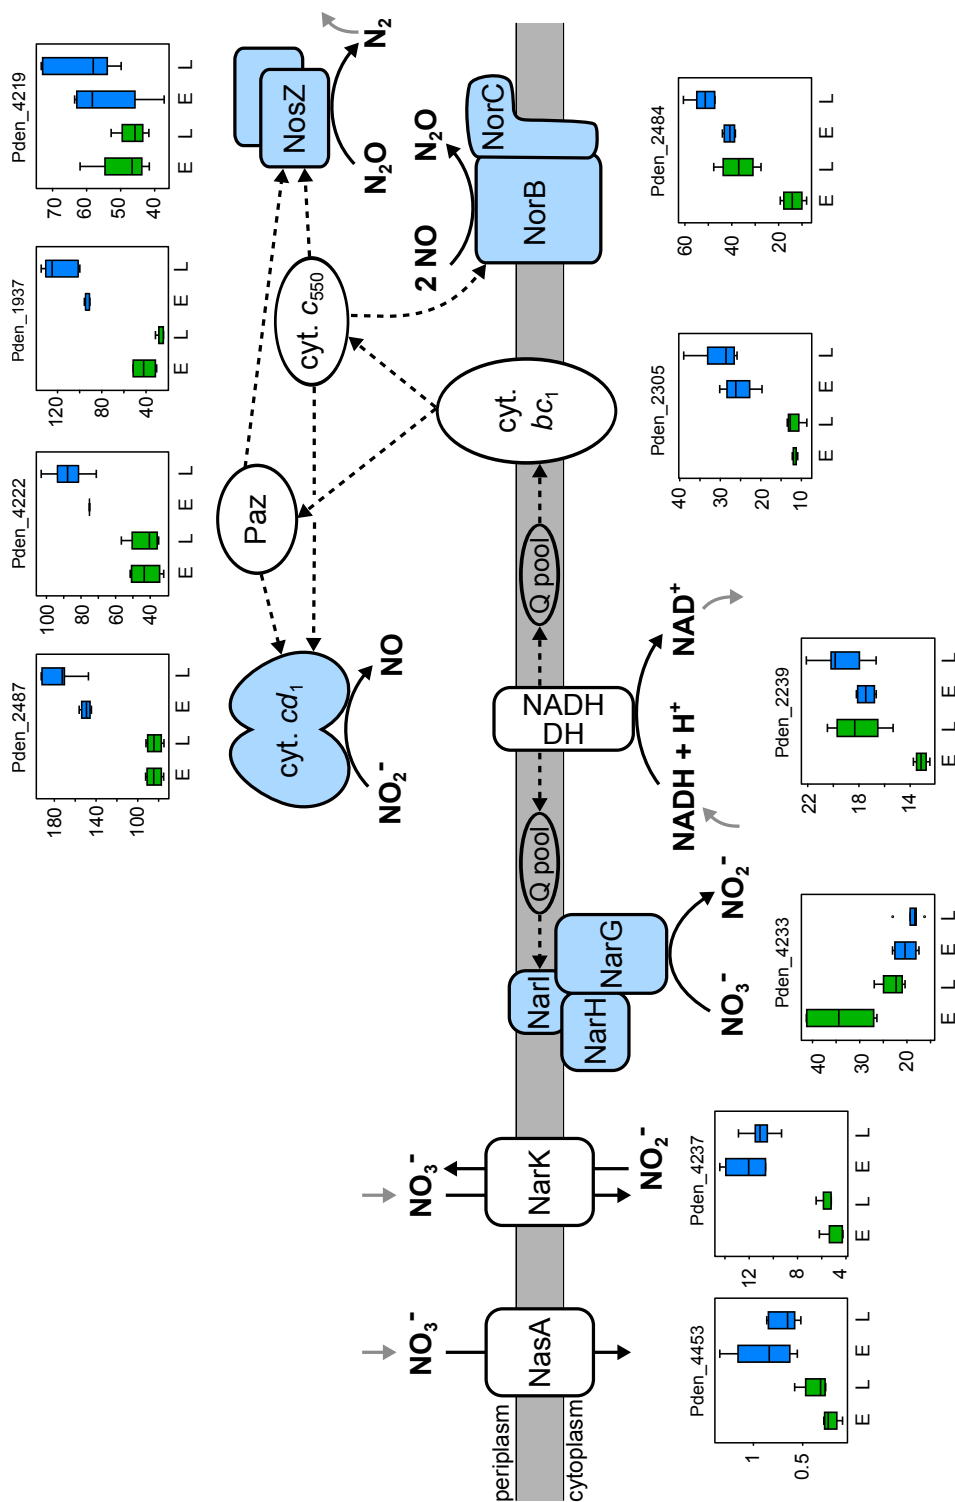 Pden_2487
180
140
100
E L E L
Pden_4222
100
80
60
40
E L E L
Pden_1937
120
80
40
E L E L
Pden_4219
70
60
50
40
E L E L
cyt. cd₁
NO₂⁻
NO
Paz
cyt. c₅₅₀
NosZ
N₂O
N₂
NO₃⁻
NO₃⁻
2 NO
N₂O
periplasm
cytoplasm
NasA
NarK
NO₂⁻
NarI
NarH
NarG
NO₃⁻
NO₂⁻
Q pool
NADH
DH
NADH + H⁺
NAD⁺
Q pool
cyt.
bc₁
NorB
NorC
Pden_4453
1
0.5
E L E L
Pden_4237
12
8
4
E L E L
Pden_4233
40
30
20
E L E L
Pden_2239
22
18
14
E L E L
Pden_2305
40
30
20
10
E L E L
Pden_2484
60
40
20
E L E L